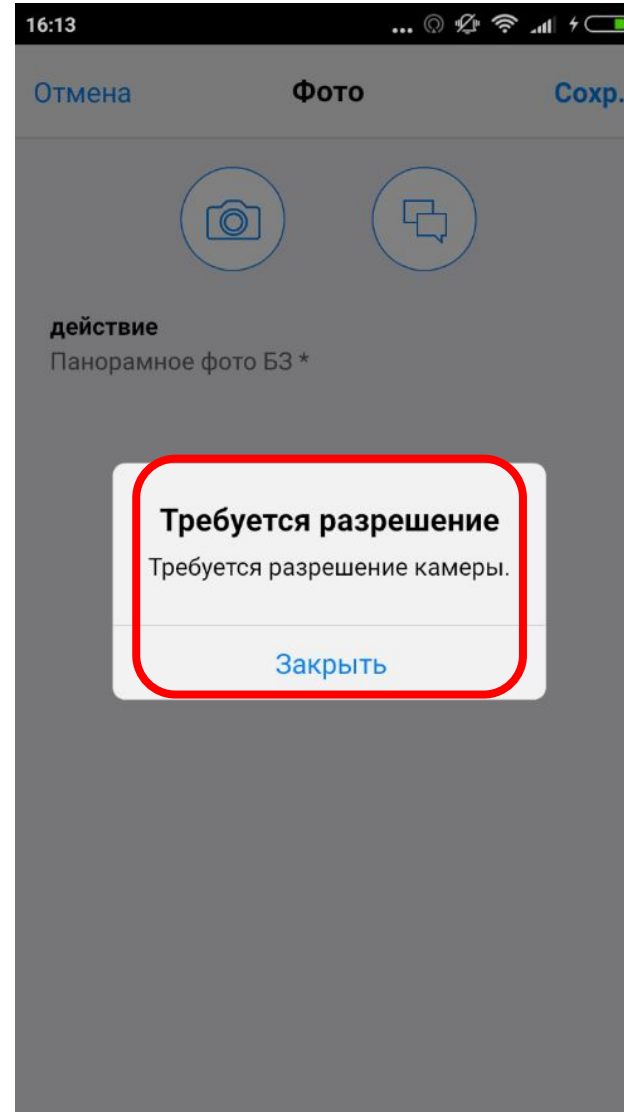 16:13
Отмена Фото Сохр.
действие
Панорамное фото БЗ *
Требуется разрешение
Требуется разрешение камеры.
Закрыть